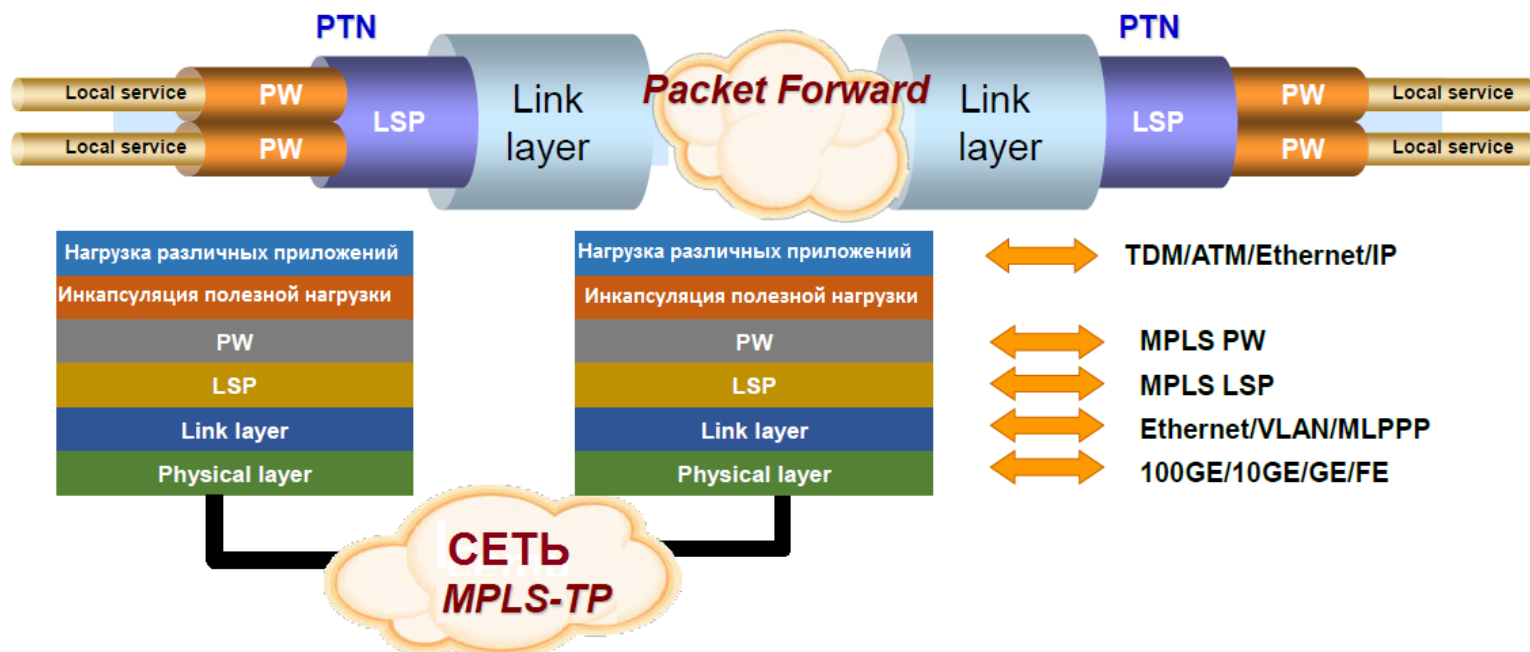 PTN
PTN
Local service
PW
LSP
Link
layer
Packet Forward
Link
layer
LSP
PW
Local service
Local service
PW
PW
Local service
Нагрузка различных приложений
Инкапсуляция полезной нагрузки
PW
LSP
Link layer
Physical layer
Нагрузка различных приложений
Инкапсуляция полезной нагрузки
PW
LSP
Link layer
Physical layer
TDM/ATM/Ethernet/IP
MPLS PW
MPLS LSP
Ethernet/VLAN/MLPPP
100GE/10GE/GE/FE
СЕТЬ
MPLS-TP